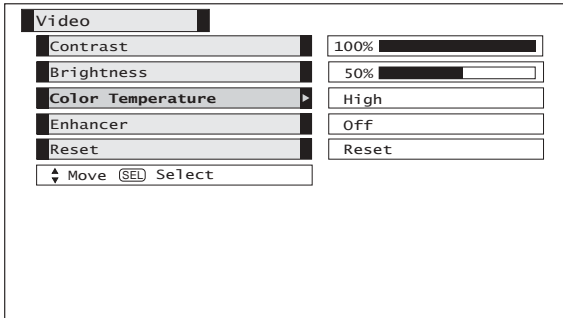 Video
Contrast 100%
Brightness 50%
Color Temperature High
Enhancer Off
Reset Reset
Move SEL Select